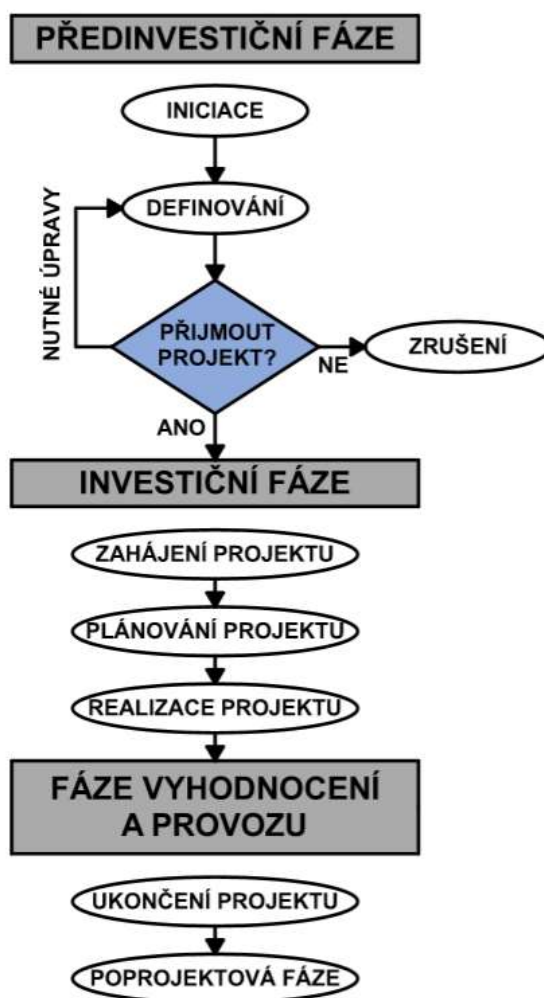 PŘEDINVESTIČNÍ FÁZE
INICIACE
NUTNÉ ÚPRAVY
DEFINOVÁNÍ
PŘIJMOUT
PROJEKT?
NE
ZRUŠENÍ
ANO
INVESTIČNÍ FÁZE
ZAHÁJENÍ PROJEKTU
PLÁNOVÁNÍ PROJEKTU
REALIZACE PROJEKTU
FÁZE VYHODNOCENÍ
A PROVOZU
UKONČENÍ PROJEKTU
POPROJEKTOVÁ FÁZE